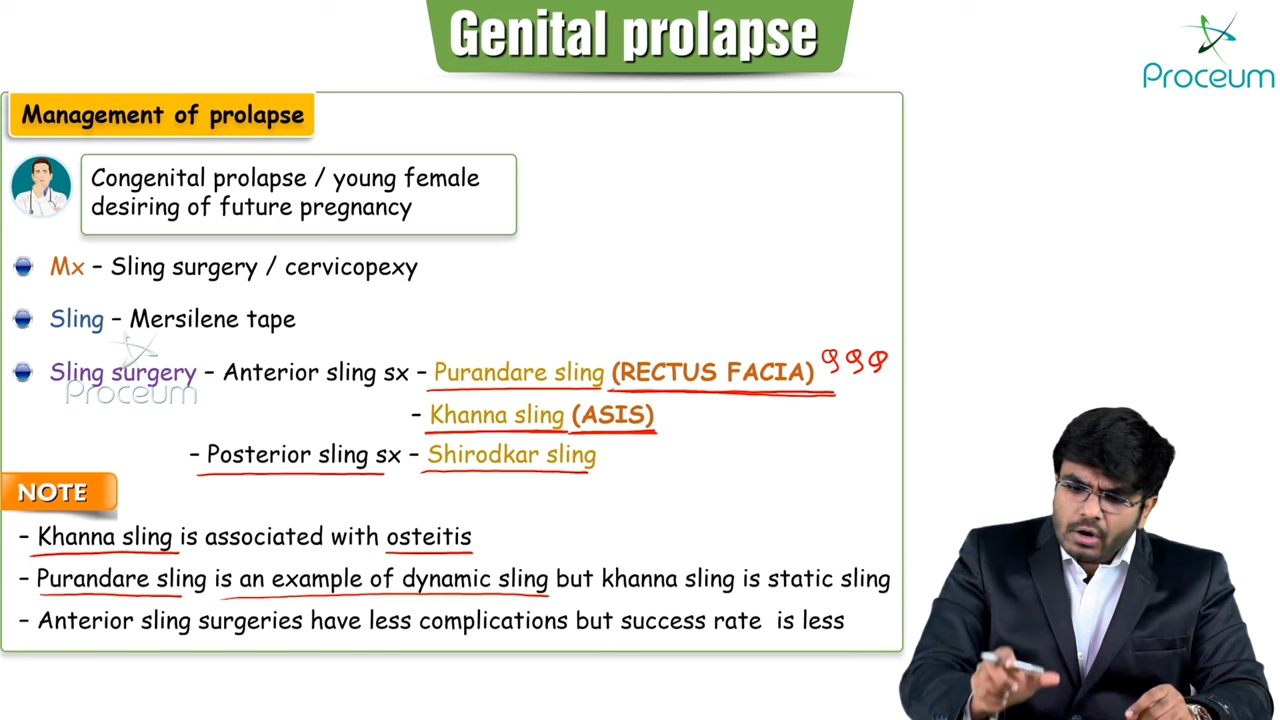 Genital prolapse
Proceum
Management of prolapse
Congenital prolapse / young female
desiring of future pregnancy
Mx – Sling surgery / cervicopexy
Sling – Mersilene tape
Sling surgery – Anterior sling sx – Purandare sling (RECTUS FACIA)
Proceum
– Khanna sling (ASIS)
– Posterior sling sx – Shirodkar sling
NOTE
– Khanna sling is associated with osteitis
– Purandare sling is an example of dynamic sling but khanna sling is static sling
– Anterior sling surgeries have less complications but success rate is less